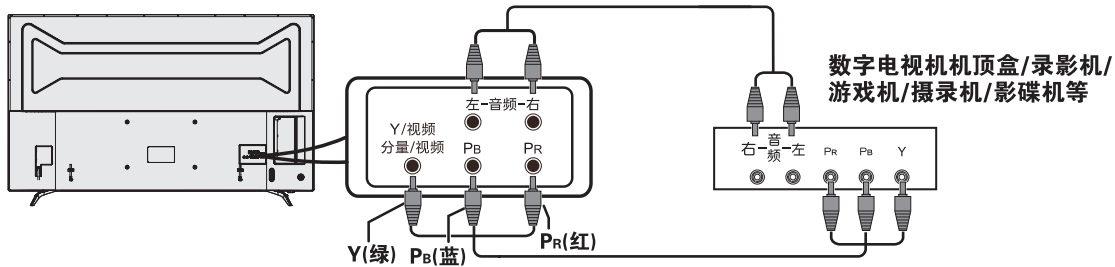 左-音频-右
Y/视频
分量/视频 PB PR
Y(绿) PB(蓝) PR(红)
数字电视机机顶盒/录影机/
游戏机/摄录机/影碟机等
右-音频-左 PR PB Y